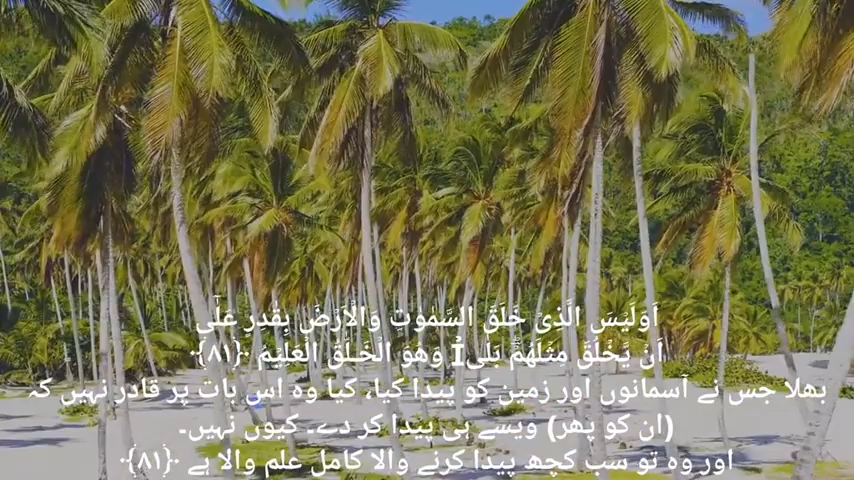 اَوَلَيْسَ الَّذِىْ خَلَقَ السَّمٰوٰتِ وَالْاَرْضَ بِقٰدِرٍ عَلٰٓى
اَنْ يَّخْلُقَ مِثْلَهُمْؕ بَلٰى وَهُوَ الْخَـلّٰقُ الْعَلِيْمُ ﴿۸۱﴾
بھلا جس نے آسمانوں اور زمین کو پیدا کیا، کیا وہ اس بات پر قادر نہیں کہ
(ان کو پھر) ویسے ہی پیدا کر دے۔ کیوں نہیں۔
اور وہ تو سب کچھ پیدا کرنے والا کامل علم والا ہے ﴿۸۱﴾